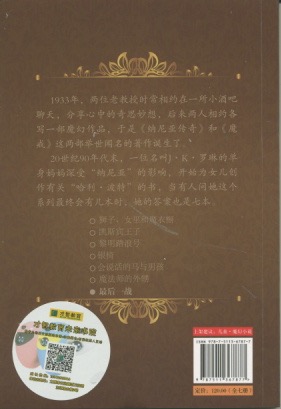 1933年，两位老教授时常相约在一所小酒吧
聊天，分享心中的奇思妙想，后来两人相约各
写一部魔幻作品，于是《纳尼亚传奇》和《魔
戒》这两部举世闻名的著作诞生了。
20世纪90年代末，一位名叫J·K·罗琳的单
身妈妈深受“纳尼亚”的影响，开始为女儿创
作有关“哈利·波特”的书，当有人问她这个
系列最终会有几本时，她的答案也是七本。
狮子、女巫和魔衣橱
凯斯宾王子
黎明踏浪号
银椅
会说话的马与男孩
魔法师的外甥
最后一战
ISBN 978-7-5113-6787-7
9787511367877
定价：128.00（全七册）